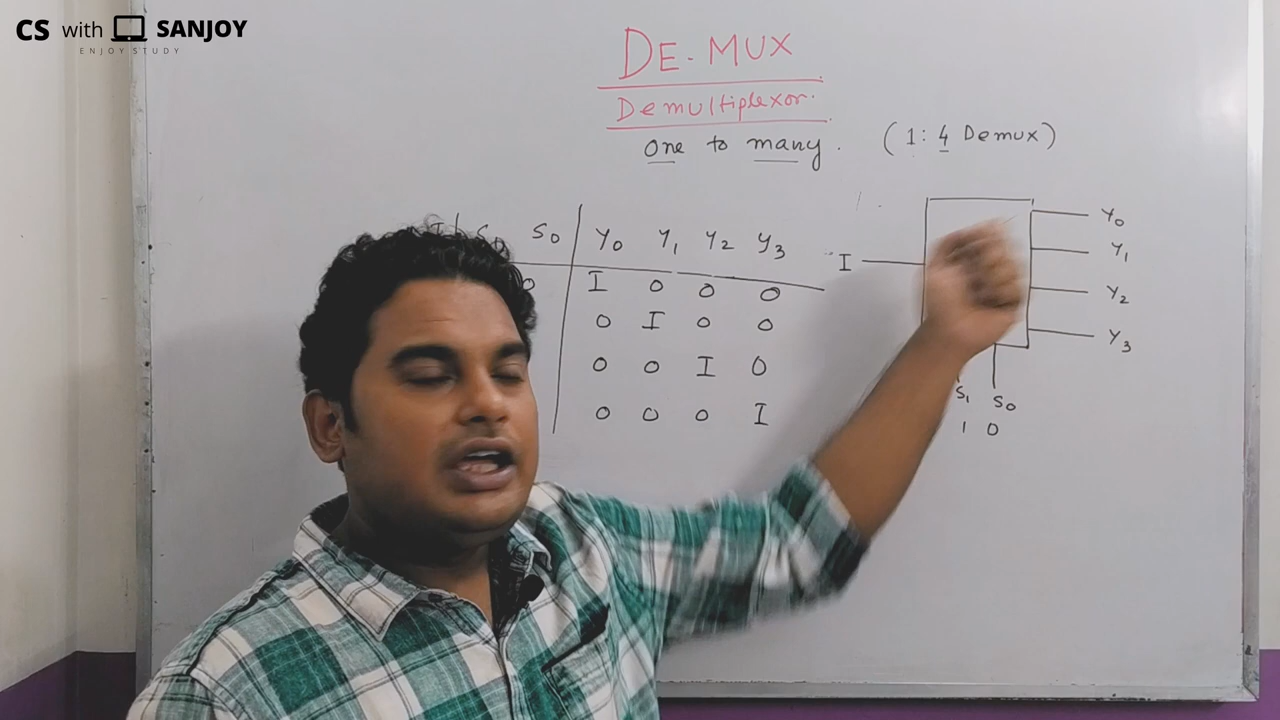 CS with SANJOY
ENJOY STUDY
DE-MUX
Demultiplexor.
one to many. (1:4 Demux)
S0 Y0 Y1 Y2 Y3
0 I 0 0 0
0 I 0 0
0 0 I 0
0 0 0 I
I
Y0
Y1
Y2
Y3
S1 S0
1 0